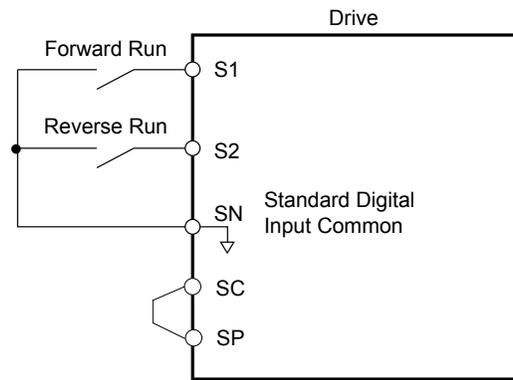 Drive
Forward Run
S1
Reverse Run
S2
SN
Standard Digital
Input Common
SC
SP